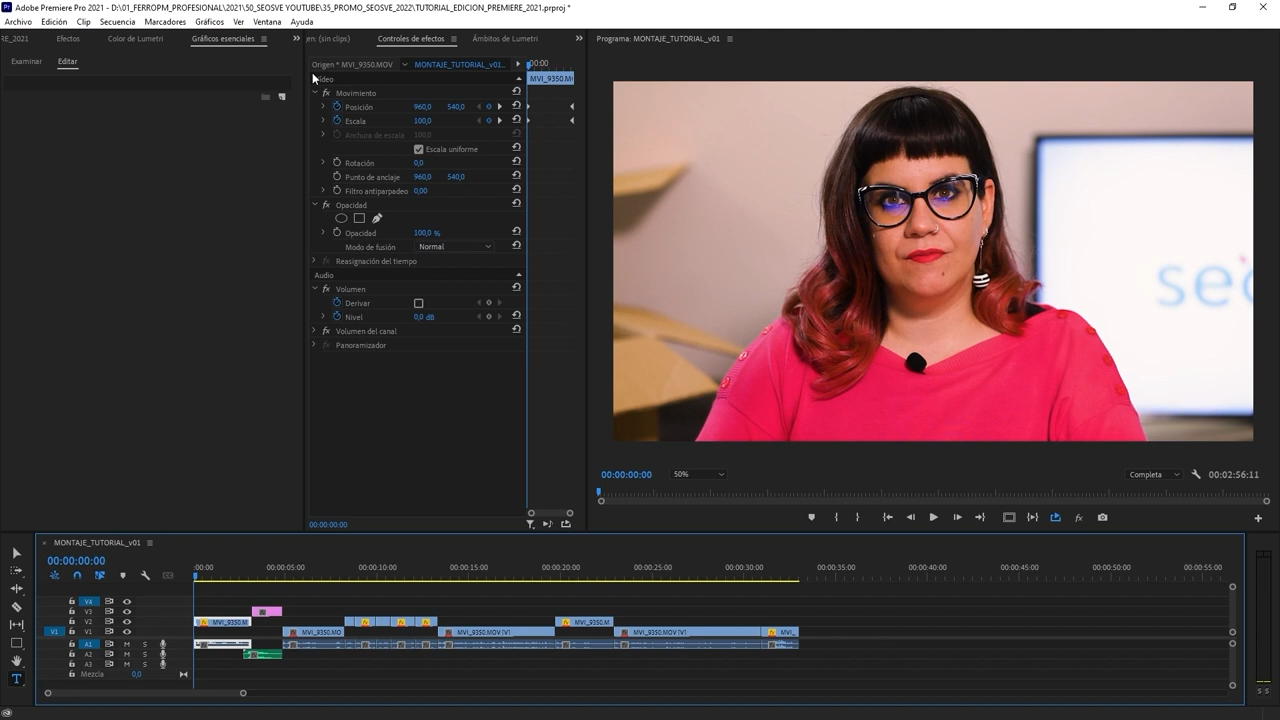 Adobe Premiere Pro 2021 - D:\01_FERROPM_PROFESIONAL\2021\50_SEOSVE YOUTUBE\35_PROMO_SEOSVE_2022\TUTORIAL_EDICION_PREMIERE_2021.prproj *
Archivo Edición Clip Secuencia Marcadores Gráficos Ver Ventana Ayuda
RE_2021 Efectos Color de Lumetri Gráficos esenciales
Examinar Editar
en: (sin clips) Controles de efectos Ámbitos de Lumetri
Origen * MVI_9350.MOV MONTAJE_TUTORIAL_v01... :00:00
MVI_9350.M
Movimiento
Posición 960,0 540,0
Escala 100,0
Anchura de escala 100,0
Escala uniforme
Rotación 0,0
Punto de anclaje 960,0 540,0
Filtro antiparpadeo 0,00
Opacidad
Opacidad 100,0 %
Modo de fusión Normal
Reasignación del tiempo
Audio
Volumen
Derivar
Nivel 0,0 dB
Volumen del canal
Panoramizador
00:00:00:00
Programa: MONTAJE_TUTORIAL_v01
00:00:00:00 50% Completa 00:02:56:11
MONTAJE_TUTORIAL_v01
00:00:00:00
:00:00 00:00:05:00 00:00:10:00 00:00:15:00 00:00:20:00 00:00:25:00 00:00:30:00 00:00:35:00 00:00:40:00 00:00:45:00 00:00:50:00 00:00:55:00
V4
V3
V2 MVI_9350.M MVI_9350.M
V1 V1 MVI_9350.MO MVI_9350.MOV [V] MVI_9350.MOV [V] MVI_
A1 M S
A2 M S
A3 M S
Mezcla 0,0
S S